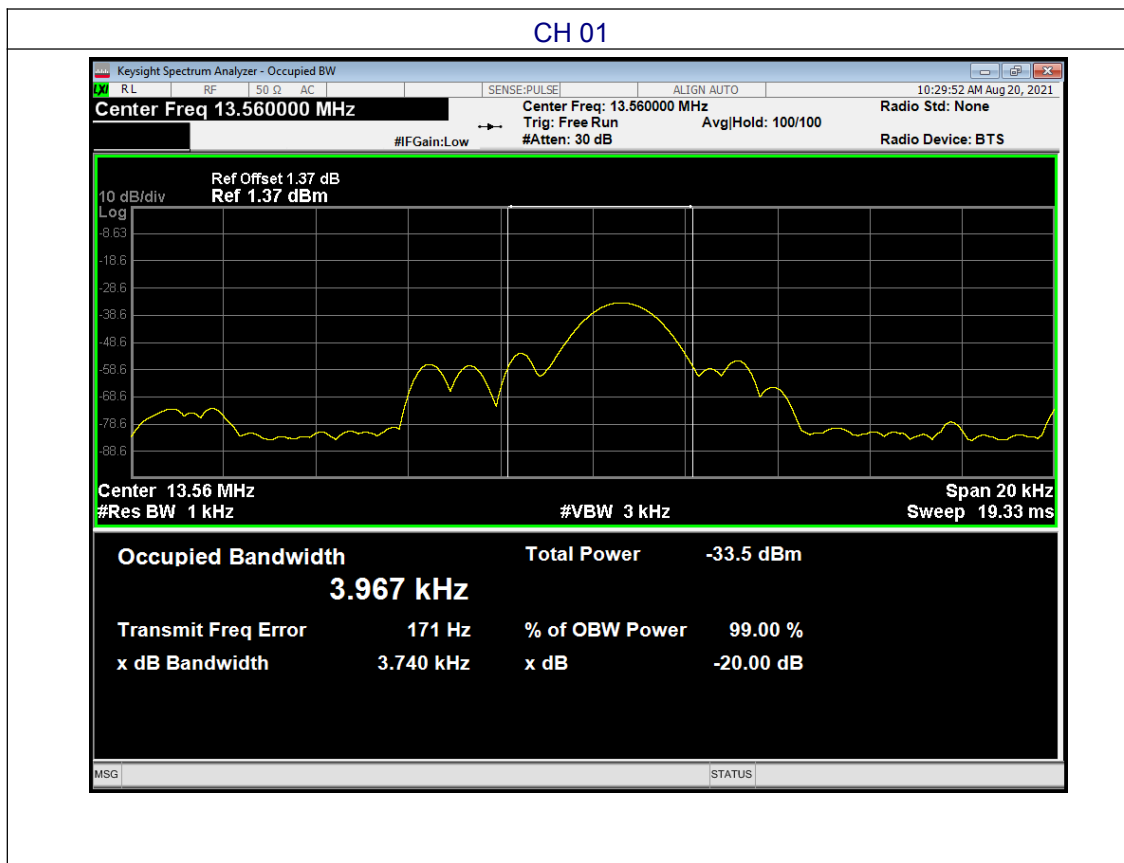 CH 01
Keysight Spectrum Analyzer - Occupied BW
LXI RL RF 50 Ω AC SENSE:PULSE ALIGN AUTO 10:29:52 AM Aug 20, 2021
Center Freq 13.560000 MHz Center Freq: 13.560000 MHz Radio Std: None
Trig: Free Run Avg|Hold: 100/100
#IFGain:Low #Atten: 30 dB Radio Device: BTS
Ref Offset 1.37 dB
10 dB/div Ref 1.37 dBm
Log
-8.63
-18.6
-28.6
-38.6
-48.6
-58.6
-68.6
-78.6
-88.6
Center 13.56 MHz Span 20 kHz
#Res BW 1 kHz #VBW 3 kHz Sweep 19.33 ms
Occupied Bandwidth Total Power -33.5 dBm
3.967 kHz
Transmit Freq Error 171 Hz % of OBW Power 99.00 %
x dB Bandwidth 3.740 kHz x dB -20.00 dB
MSG STATUS